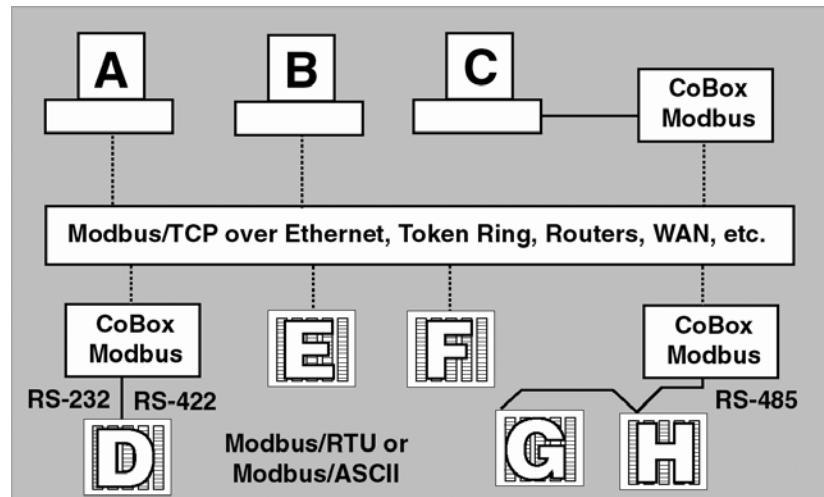 A
B
C
CoBox
Modbus
Modbus/TCP over Ethernet, Token Ring, Routers, WAN, etc.
CoBox
Modbus
E
F
CoBox
Modbus
RS-232
RS-422
RS-485
D
Modbus/RTU or
Modbus/ASCII
G
H